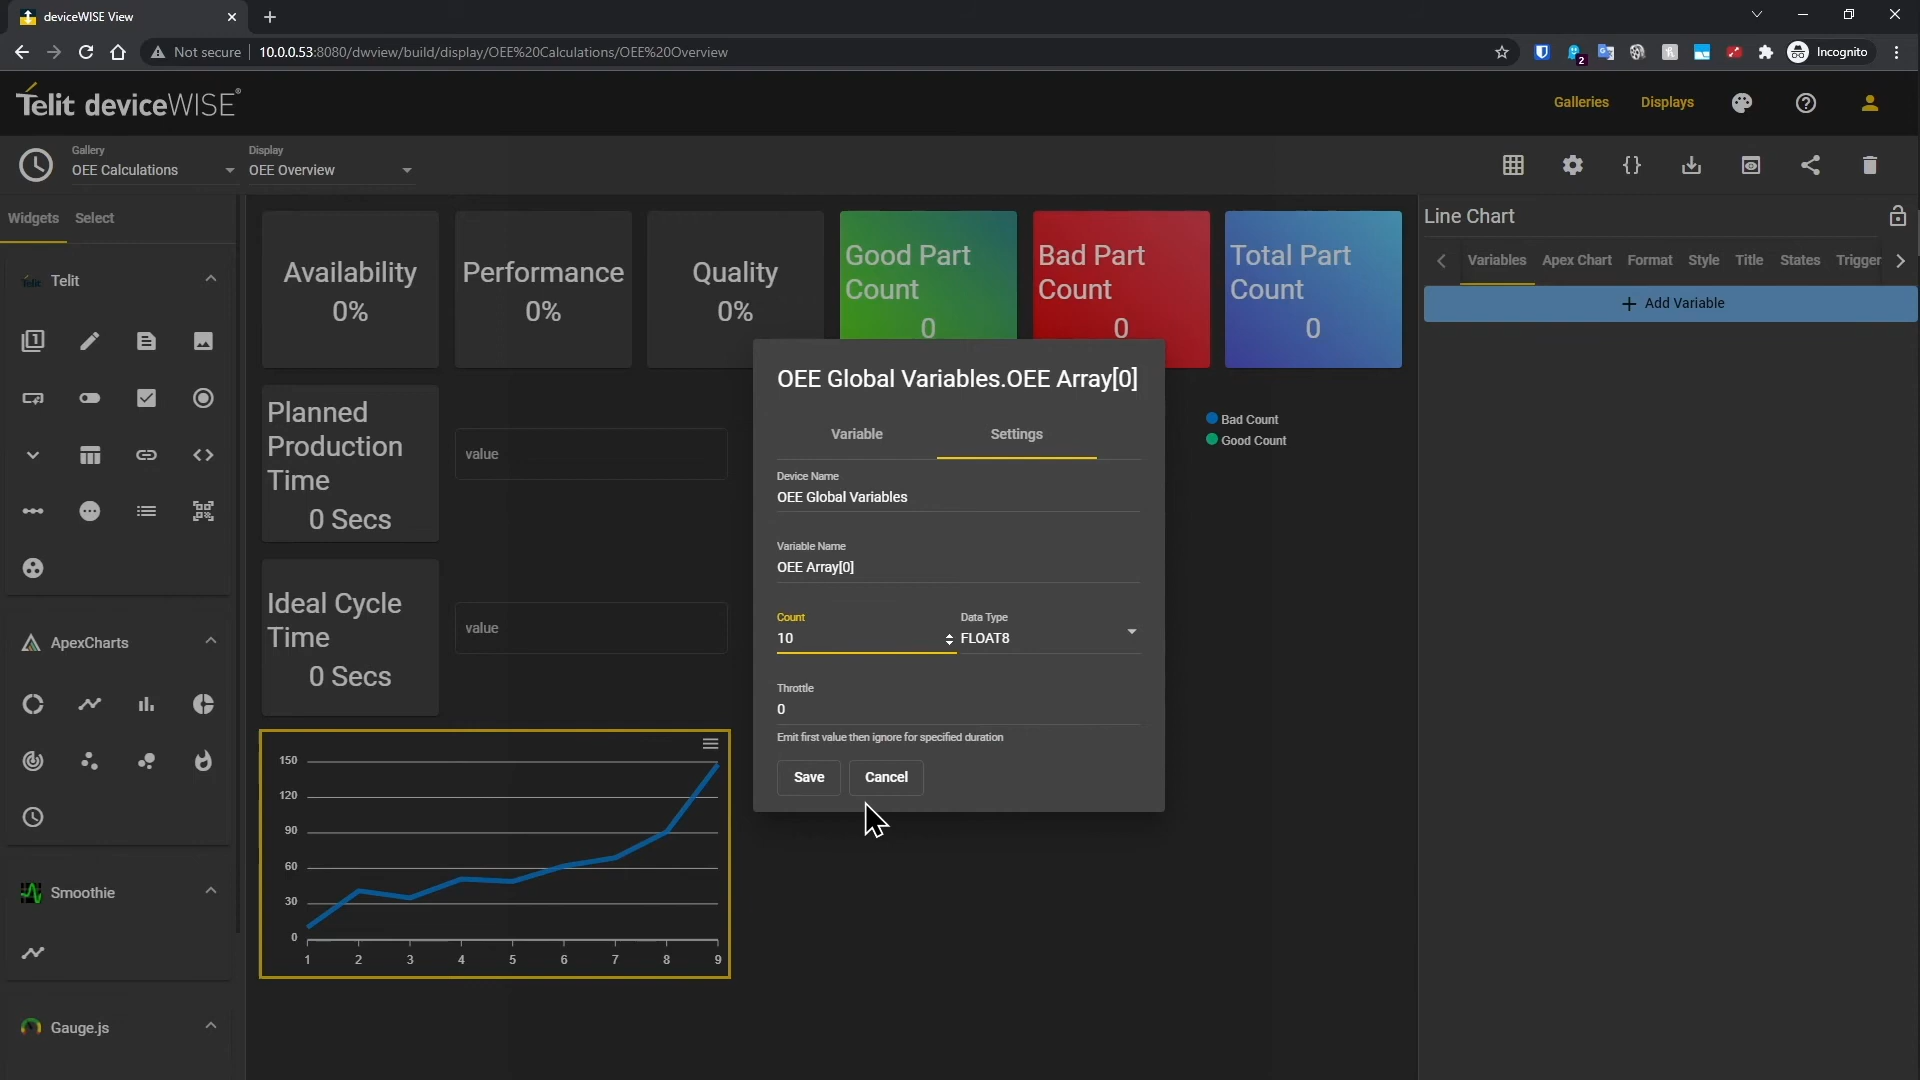 deviceWISE View
Not secure
10.0.0.53:8080/dwview/build/display/OEE%20Calculations/OEE%20Overview
2
Incognito
Telit deviceWISE
Galleries
Displays
Gallery
OEE Calculations
Display
OEE Overview
Widgets
Select
Telit
ApexCharts
Smoothie
Gauge.js
Availability
0%
Performance
0%
Quality
0%
Good Part
Count
0
Bad Part
Count
0
Total Part
Count
0
Planned
Production
Time
0 Secs
value
Ideal Cycle
Time
0 Secs
value
Bad Count
Good Count
150
120
90
60
30
0
1 2 3 4 5 6 7 8 9
OEE Global Variables.OEE Array[0]
Variable
Settings
Device Name
OEE Global Variables
Variable Name
OEE Array[0]
Count
10
Data Type
FLOAT8
Throttle
0
Emit first value then ignore for specified duration
Save
Cancel
Line Chart
Variables
Apex Chart
Format
Style
Title
States
Trigger
+ Add Variable